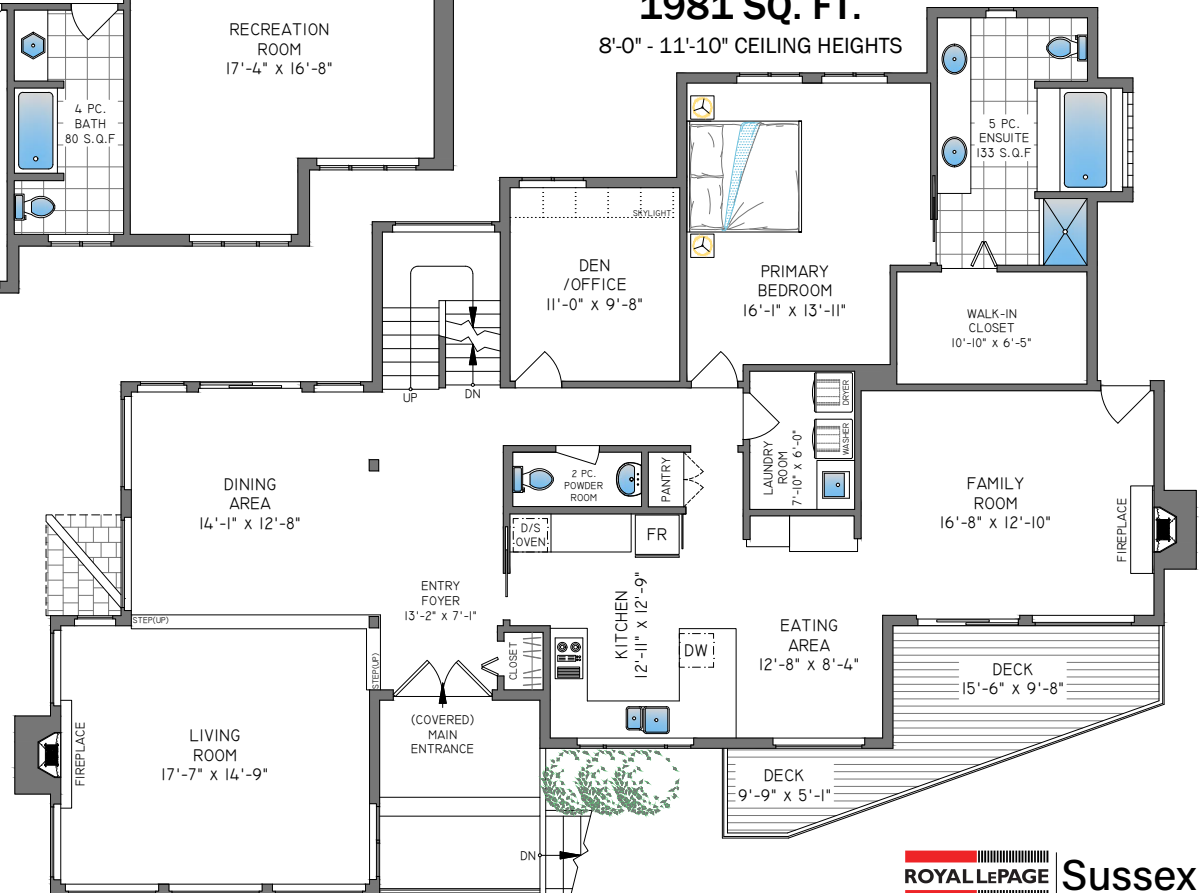 1981 SQ. FT.
8'-0" - 11'-10" CEILING HEIGHTS
RECREATION
ROOM
17'-4" X 16'-8"
4 PC.
BATH
80 S.Q.F
5 PC.
ENSUITE
133 S.Q.F
SKYLIGHT
DEN
/OFFICE
11'-0" X 9'-8"
PRIMARY
BEDROOM
16'-1" X 13'-11"
WALK-IN
CLOSET
10'-10" X 6'-5"
UP
DN
DRYER
WASHER
LAUNDRY
ROOM
7'-10" X 6'-0"
2 PC.
POWDER
ROOM
PANTRY
DINING
AREA
14'-1" X 12'-8"
FAMILY
ROOM
16'-8" X 12'-10"
FIREPLACE
D/S
OVEN
FR
ENTRY
FOYER
13'-2" X 7'-1"
KITCHEN
12'-11" X 12'-9"
STEP(UP)
STEP(UP)
CLOSET
DW
EATING
AREA
12'-8" X 8'-4"
DECK
15'-6" X 9'-8"
FIREPLACE
LIVING
ROOM
17'-7" X 14'-9"
(COVERED)
MAIN
ENTRANCE
DECK
9'-9" X 5'-1"
DN
ROYAL LEPAGE
Sussex